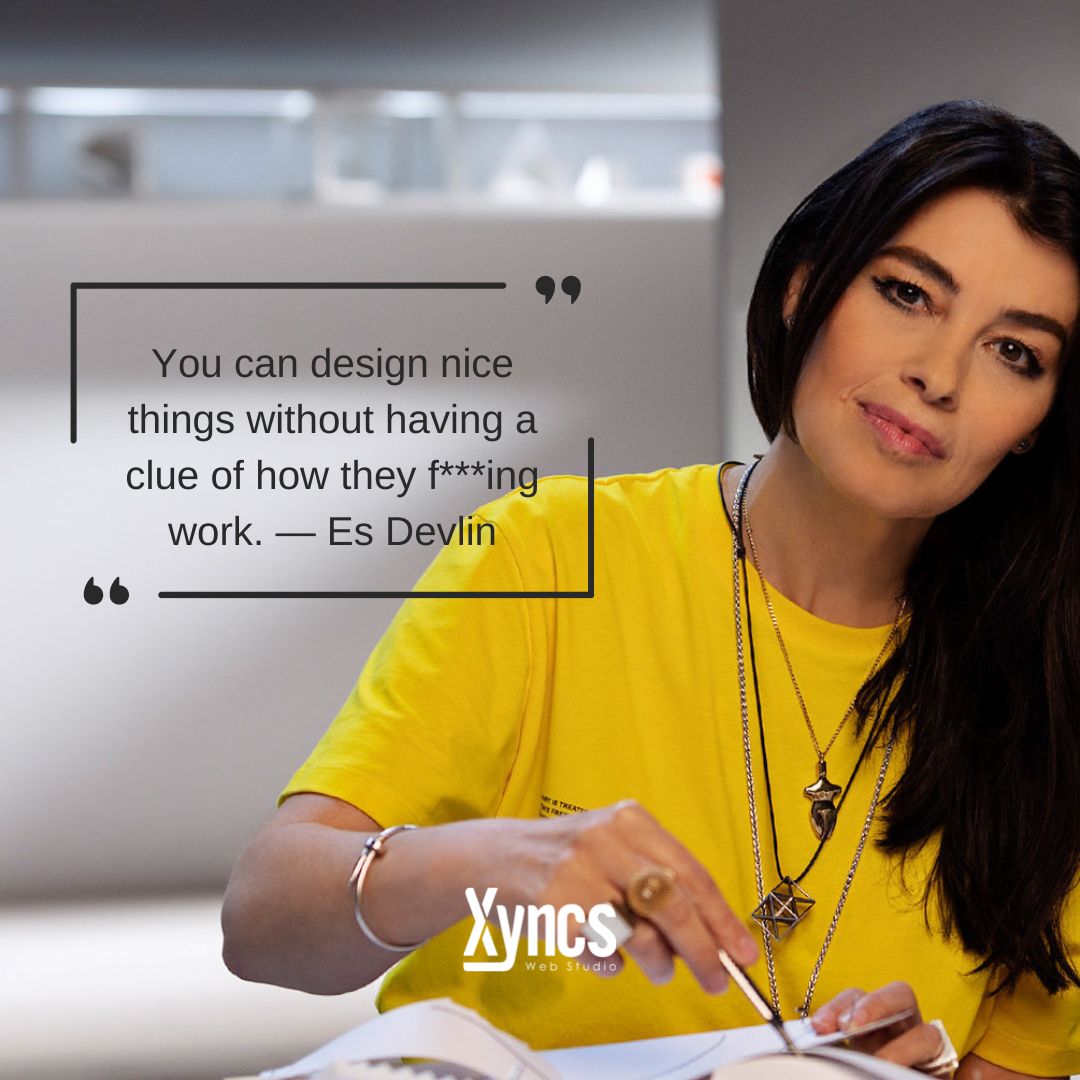 You can design nice
things without having a
clue of how they f***ing
work. — Es Devlin
Xyncs
Web Studio